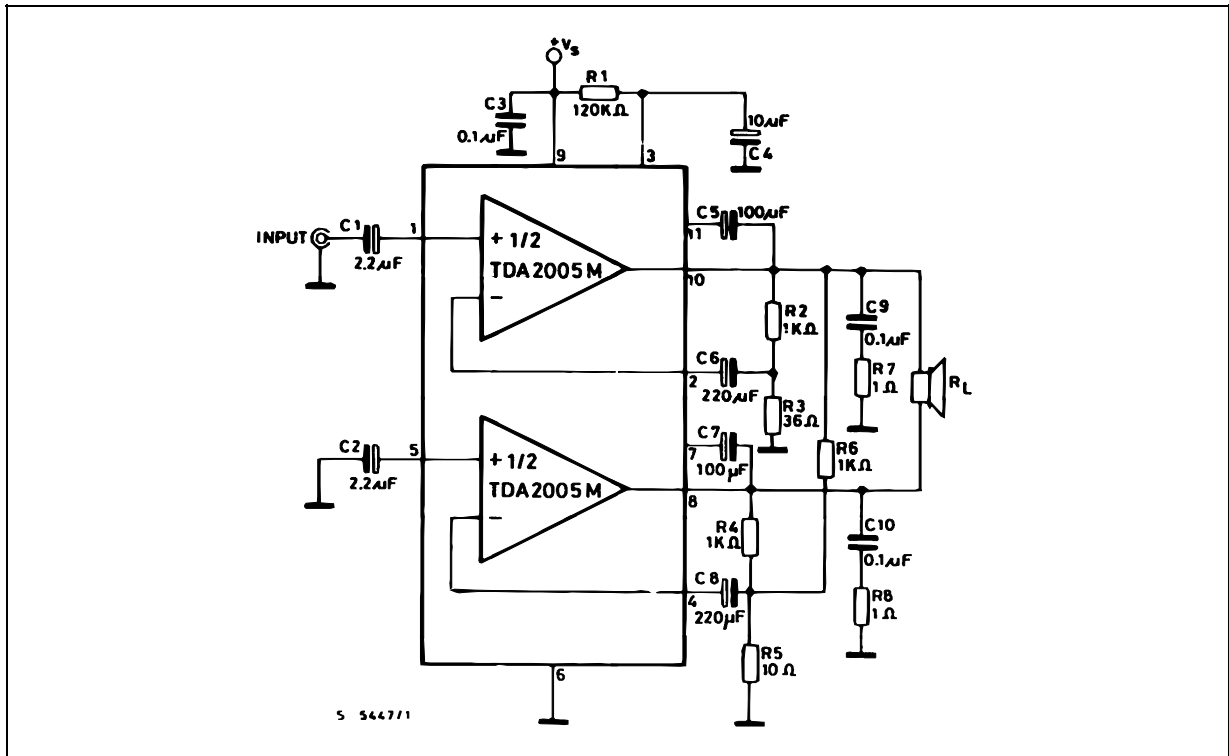 +Vs
R1
120KΩ
C3
0.1µF
10µF
C4
9
3
C5
100µF
INPUT
C1
2.2µF
1
+ 1/2
TDA2005M
–
11
10
R2
1KΩ
C9
0.1µF
C6
220µF
2
R7
1Ω
RL
R3
36Ω
C7
100µF
7
R6
1KΩ
C2
2.2µF
5
+ 1/2
TDA2005M
–
8
R4
1KΩ
C10
0.1µF
C8
220µF
4
R8
1Ω
R5
10Ω
6
S 5447/1